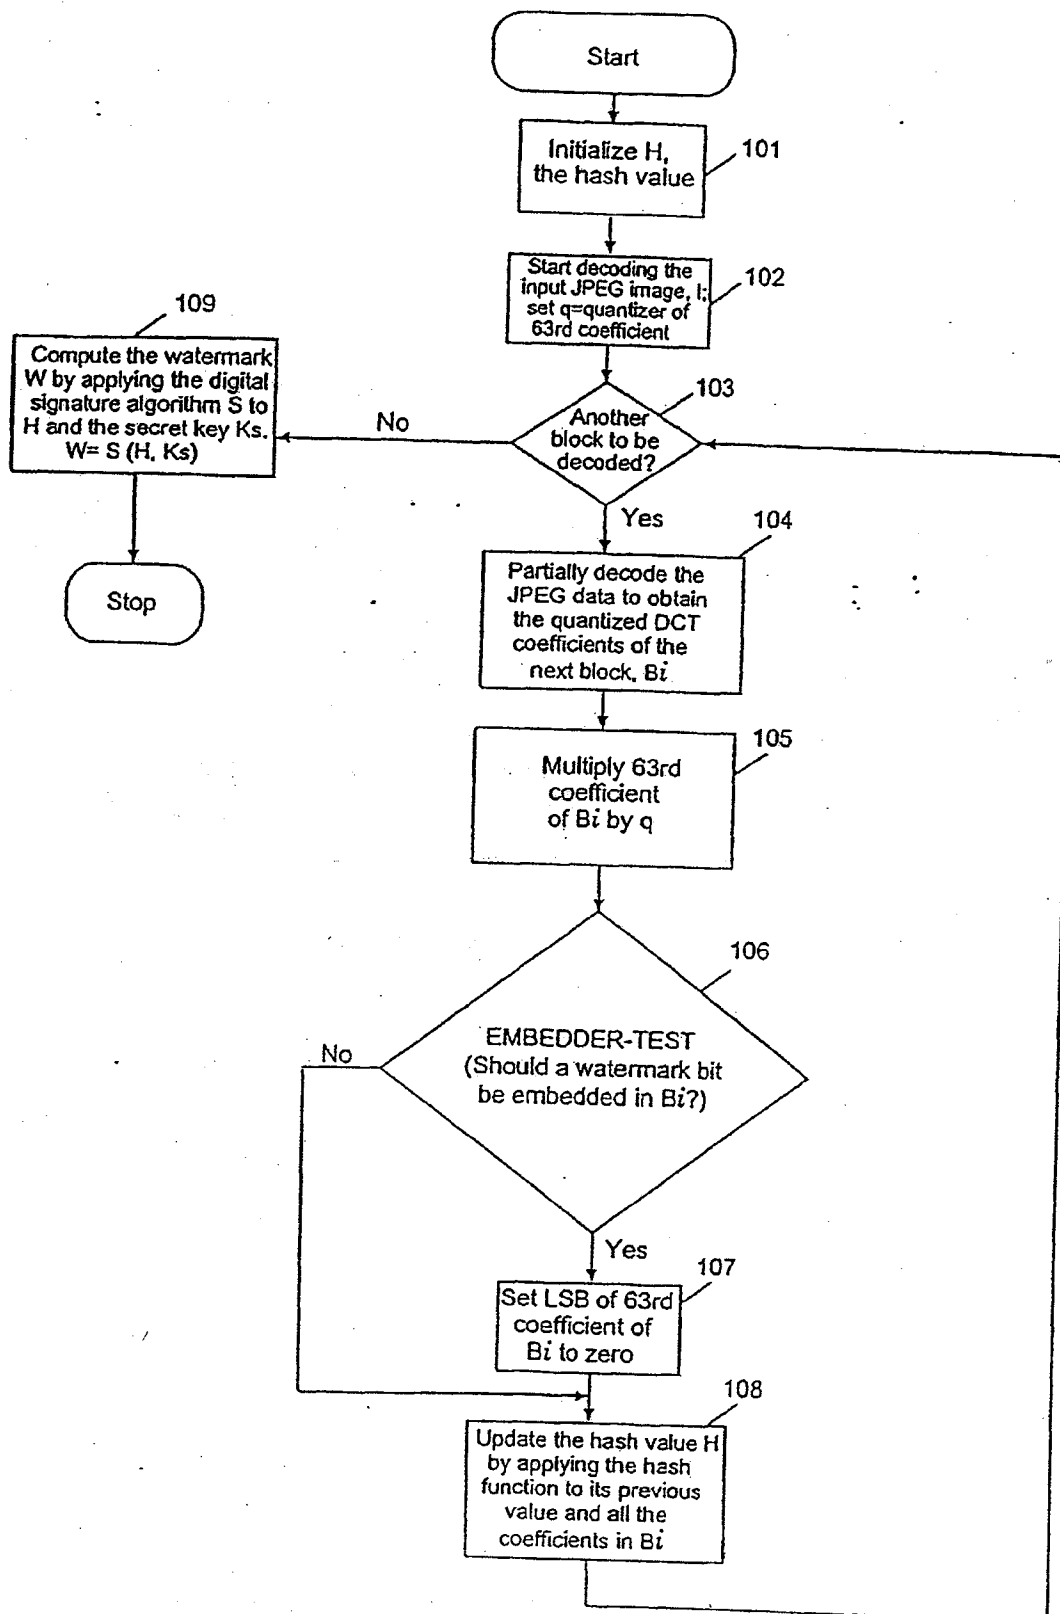 Start
Initialize H,
the hash value
101
Start decoding the
input JPEG image, I;
set q=quantizer of
63rd coefficient
102
109
Compute the watermark
W by applying the digital
signature algorithm S to
H and the secret key Ks.
W= S (H, Ks)
No
103
Another
block to be
decoded?
Yes
Stop
104
Partially decode the
JPEG data to obtain
the quantized DCT
coefficients of the
next block, Bi
105
Multiply 63rd
coefficient
of Bi by q
106
EMBEDDER-TEST
(Should a watermark bit
be embedded in Bi?)
No
Yes
107
Set LSB of 63rd
coefficient of
Bi to zero
108
Update the hash value H
by applying the hash
function to its previous
value and all the
coefficients in Bi